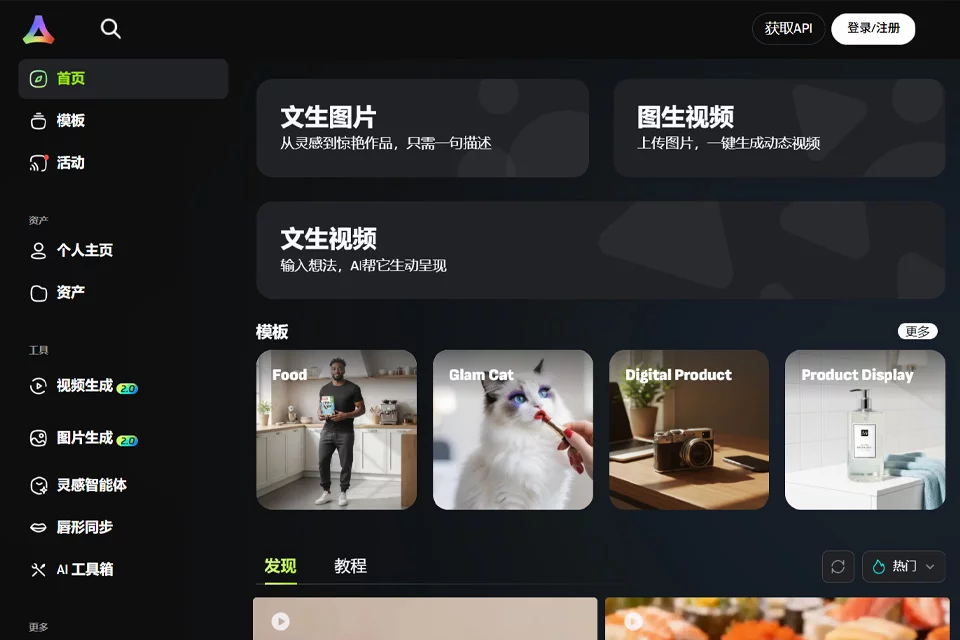 获取API
登录/注册
首页
模板
活动
资产
个人主页
资产
工具
视频生成 2.0
图片生成 2.0
灵感智能体
唇形同步
AI 工具箱
更多
文生图片
从灵感到惊艳作品，只需一句描述
图生视频
上传图片，一键生成动态视频
文生视频
输入想法，AI帮它生动呈现
模板
更多
Food
Glam Cat
Digital Product
Product Display
发现
教程
热门